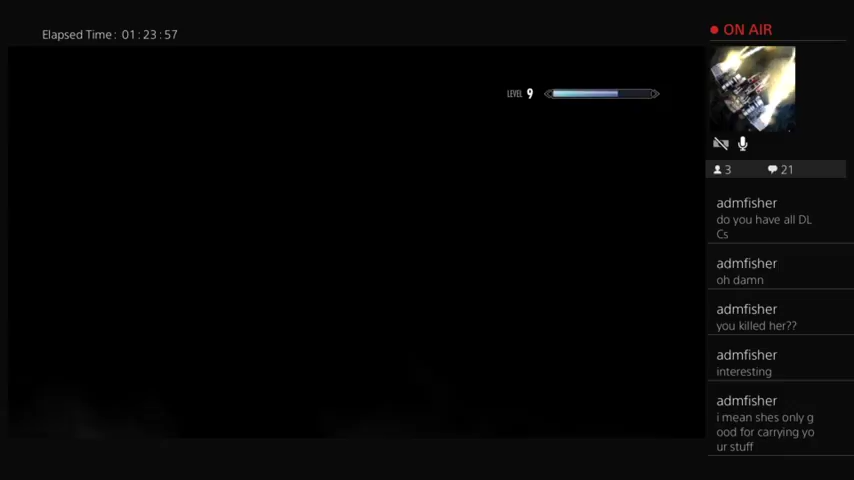 Elapsed Time: 01:23:57
ON AIR
LEVEL 9
3 21
admfisher
do you have all DL
Cs
admfisher
oh damn
admfisher
you killed her??
admfisher
interesting
admfisher
i mean shes only g
ood for carrying yo
ur stuff